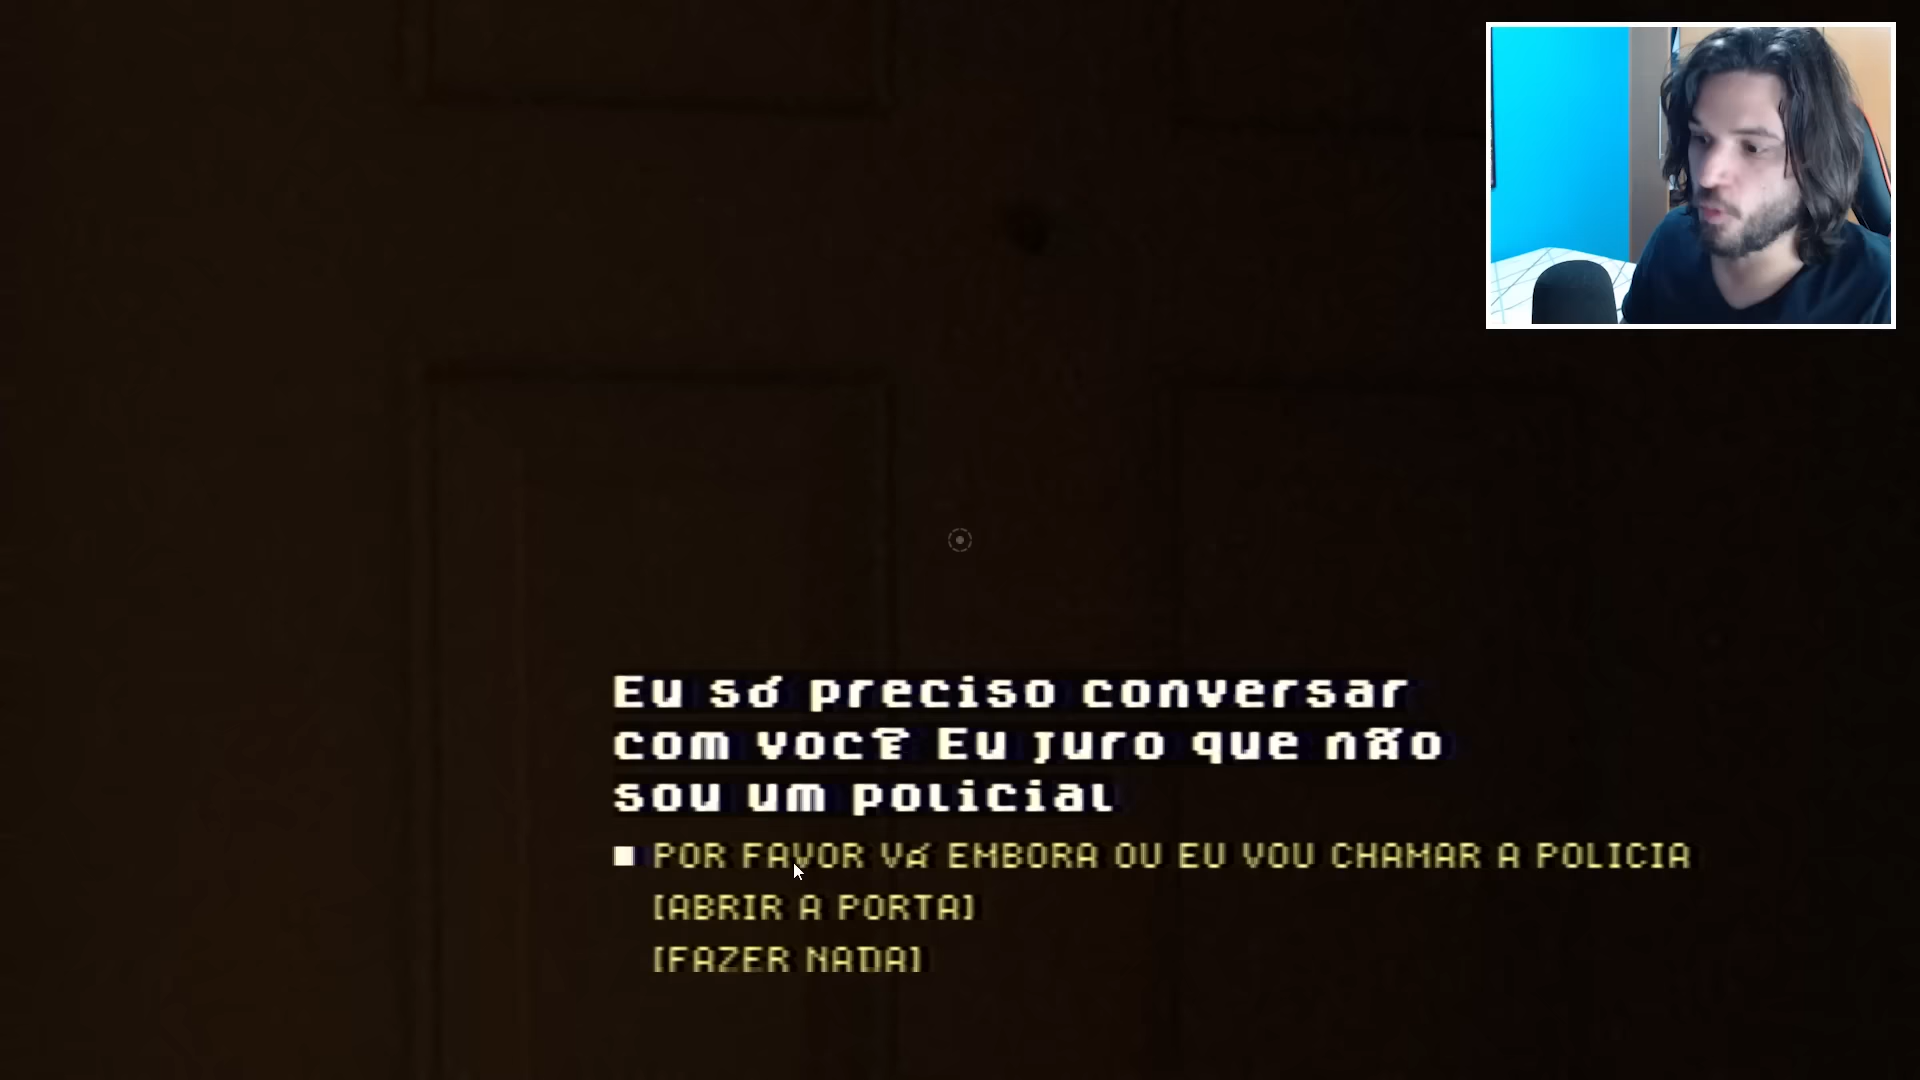 Eu só preciso conversar
com você? Eu juro que não
sou um policial
POR FAVOR Vá EMBORA OU EU VOU CHAMAR A POLICIA
[ABRIR A PORTA]
[FAZER NADA]